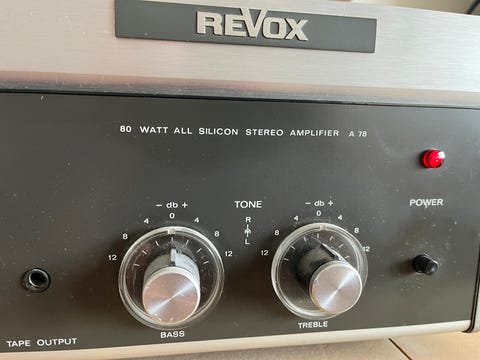 REVOX
80 WATT ALL SILICON STEREO AMPLIFIER A 78
POWER
− db +
0
4 4
8 8
12 12
TONE
R
L
− db +
0
4 4
8 8
12 12
TAPE OUTPUT
BASS
TREBLE